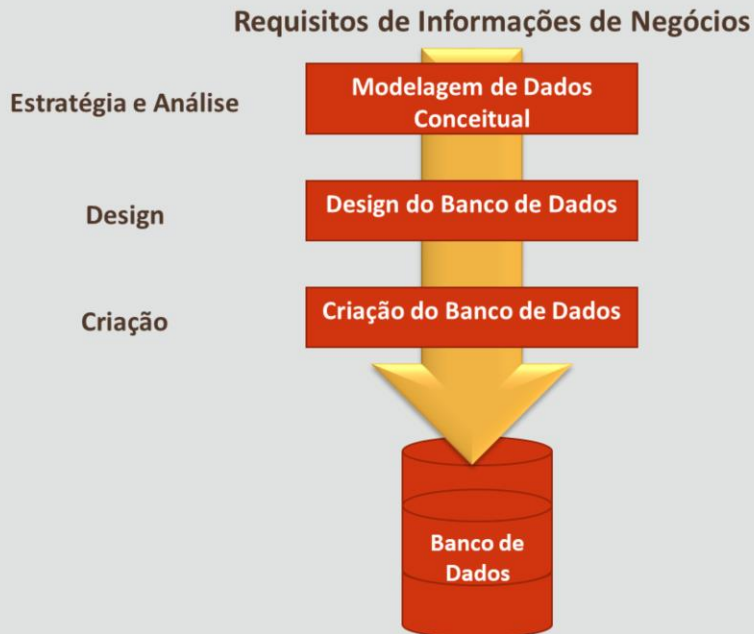 Requisitos de Informações de Negócios
Estratégia e Análise
Modelagem de Dados
Conceitual
Design
Design do Banco de Dados
Criação
Criação do Banco de Dados
Banco de
Dados